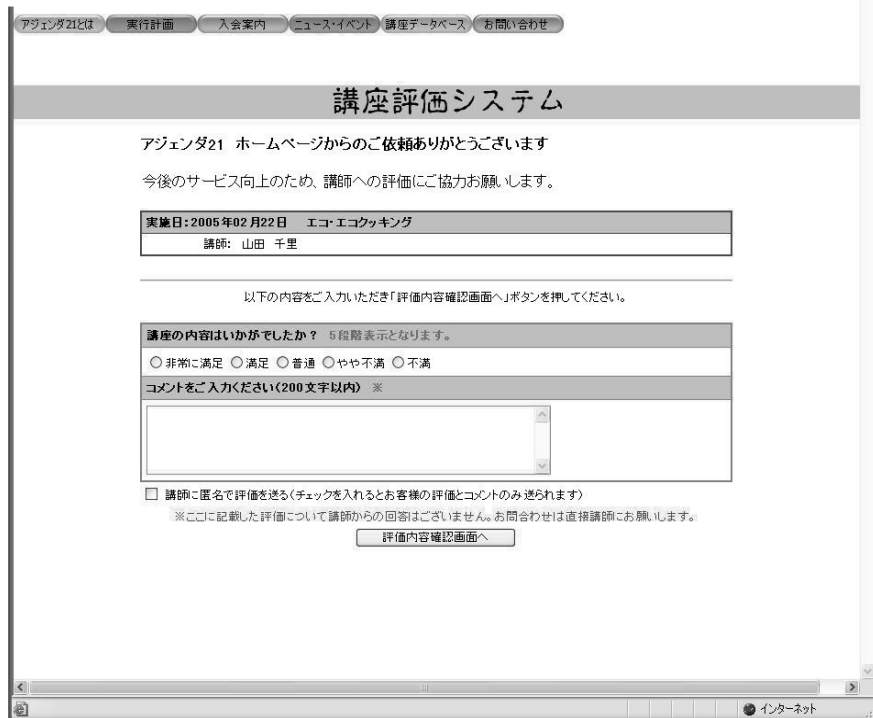 アジェンダ21とは 実行計画 入会案内 ニュース・イベント 講座データベース お問い合わせ
講座評価システム
アジェンダ21 ホームページからのご依頼ありがとうございます
今後のサービス向上のため、講師への評価にご協力お願いします。
実施日:2005年02月22日 エコ・エコクッキング
講師: 山田 千里
以下の内容をご入力いただき「評価内容確認画面へ」ボタンを押してください。
講座の内容はいかがでしたか? 5段階表示となります。
非常に満足 満足 普通 やや不満 不満
コメントをご入力ください(200文字以内) ※
講師に匿名で評価を送る(チェックを入れるとお客様の評価とコメントのみ送られます)
※ここに記載した評価について講師からの回答はございません。お問合わせは直接講師にお願いします。
評価内容確認画面へ
インターネット